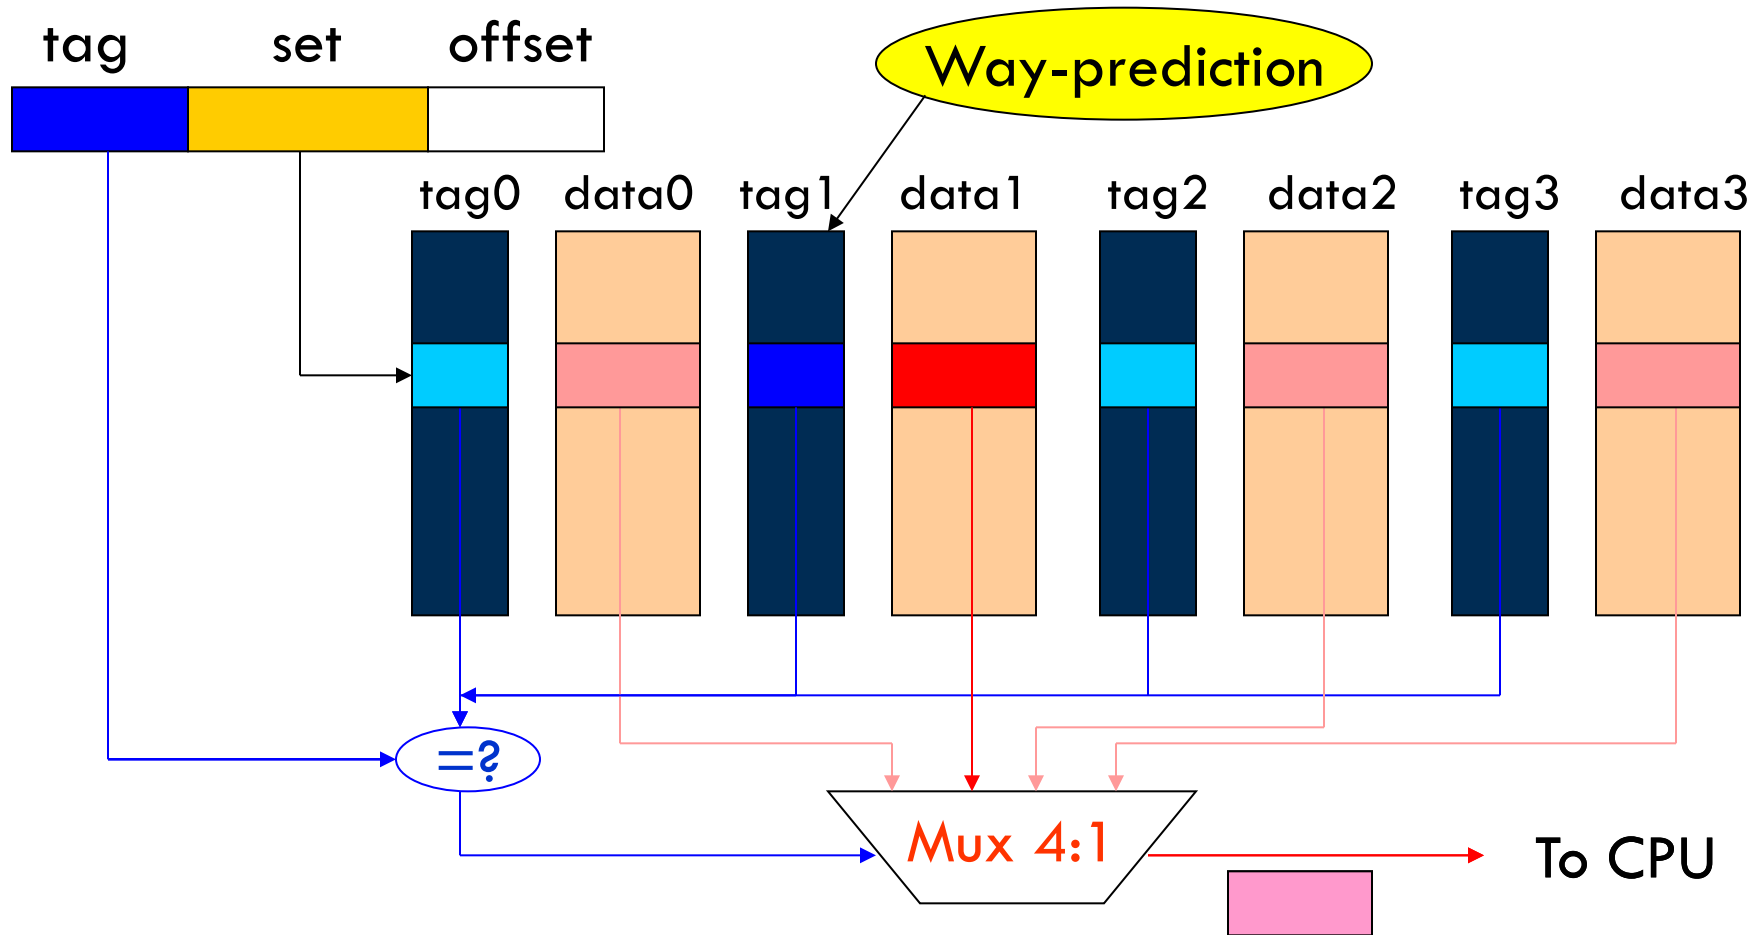 tag set offset
Way-prediction
tag0 data0 tag1 data1 tag2 data2 tag3 data3
=?
Mux 4:1
To CPU